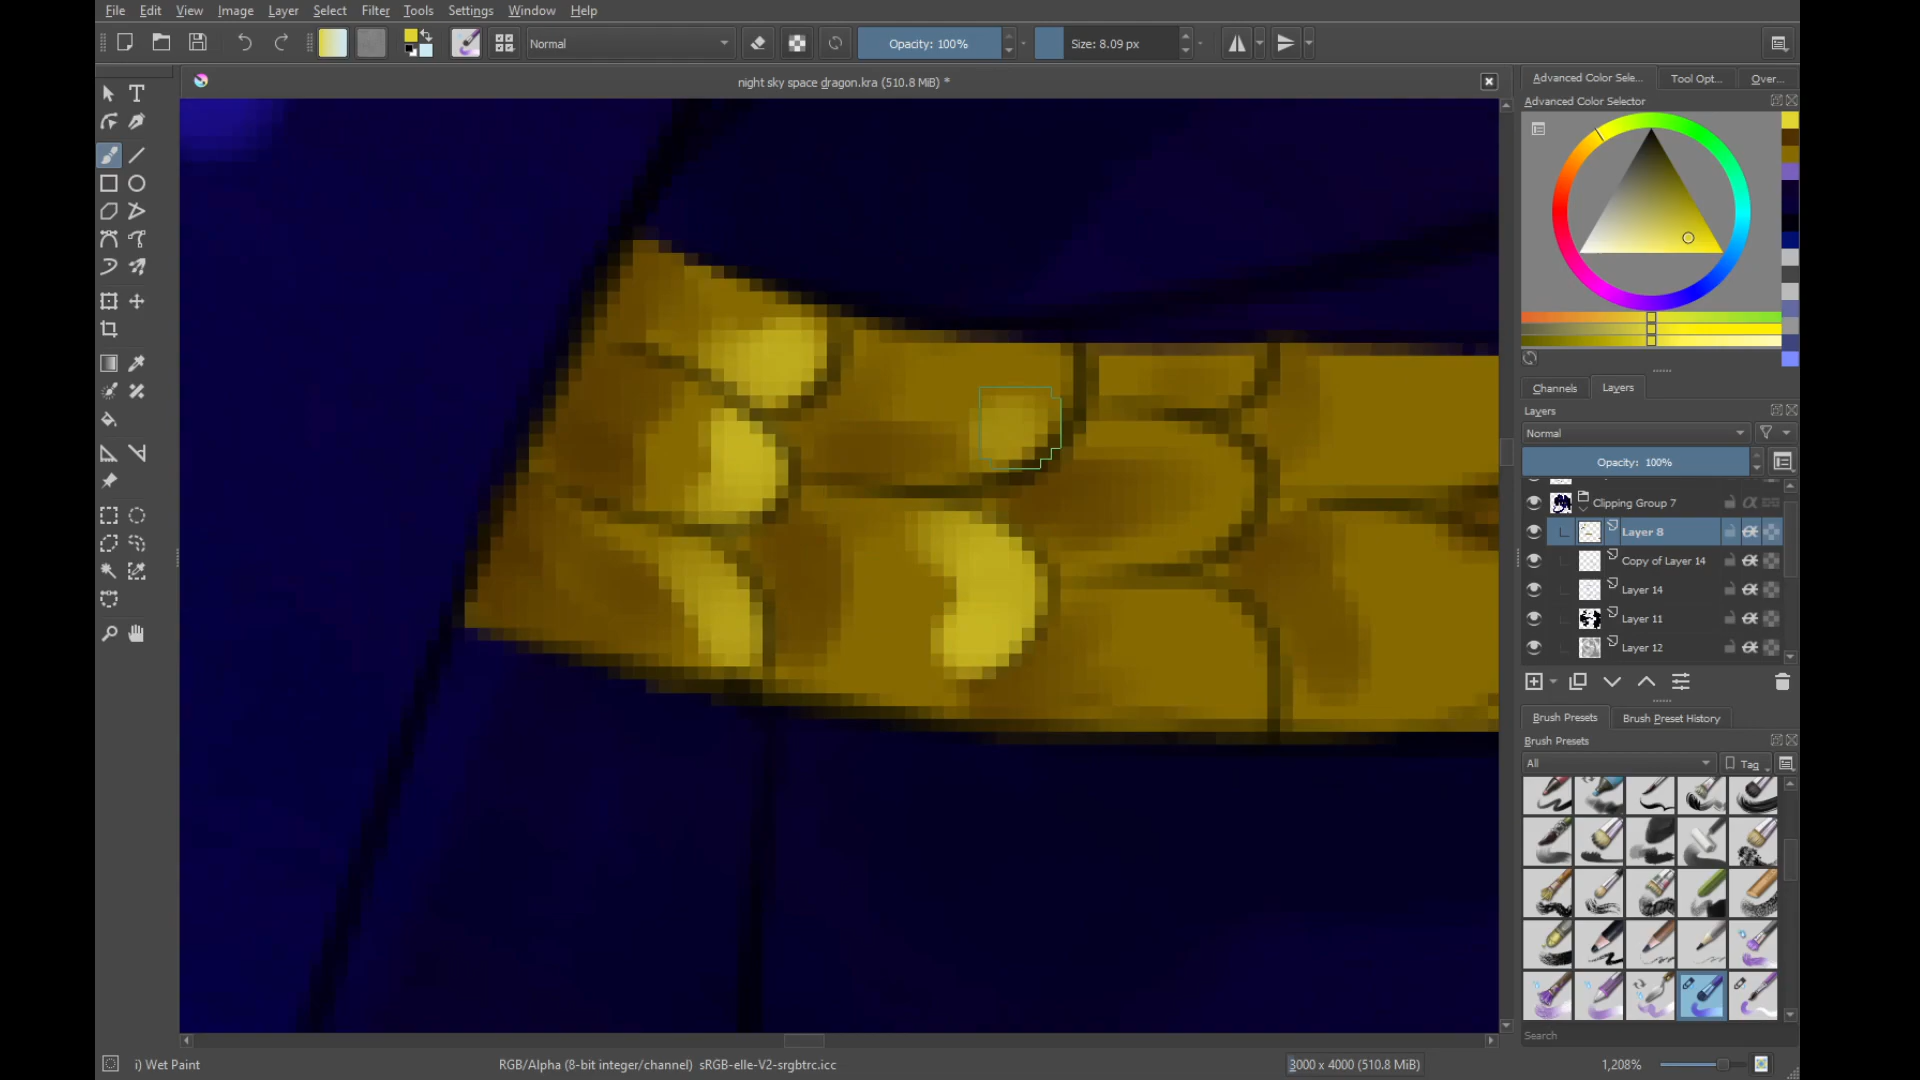 File Edit View Image Layer Select Filter Tools Settings Window Help
Normal Opacity: 100% Size: 8.09 px
night sky space dragon.kra (510.8 MiB) *
Advanced Color Sele... Tool Opt... Over...
Advanced Color Selector
Channels Layers
Layers
Normal
Opacity: 100%
Clipping Group 7
Layer 8
Copy of Layer 14
Layer 14
Layer 11
Layer 12
Brush Presets Brush Preset History
Brush Presets
All Tag
Search
i) Wet Paint RGB/Alpha (8-bit integer/channel) sRGB-elle-V2-srgbtrc.icc 3000 x 4000 (510.8 MiB) 1,208%